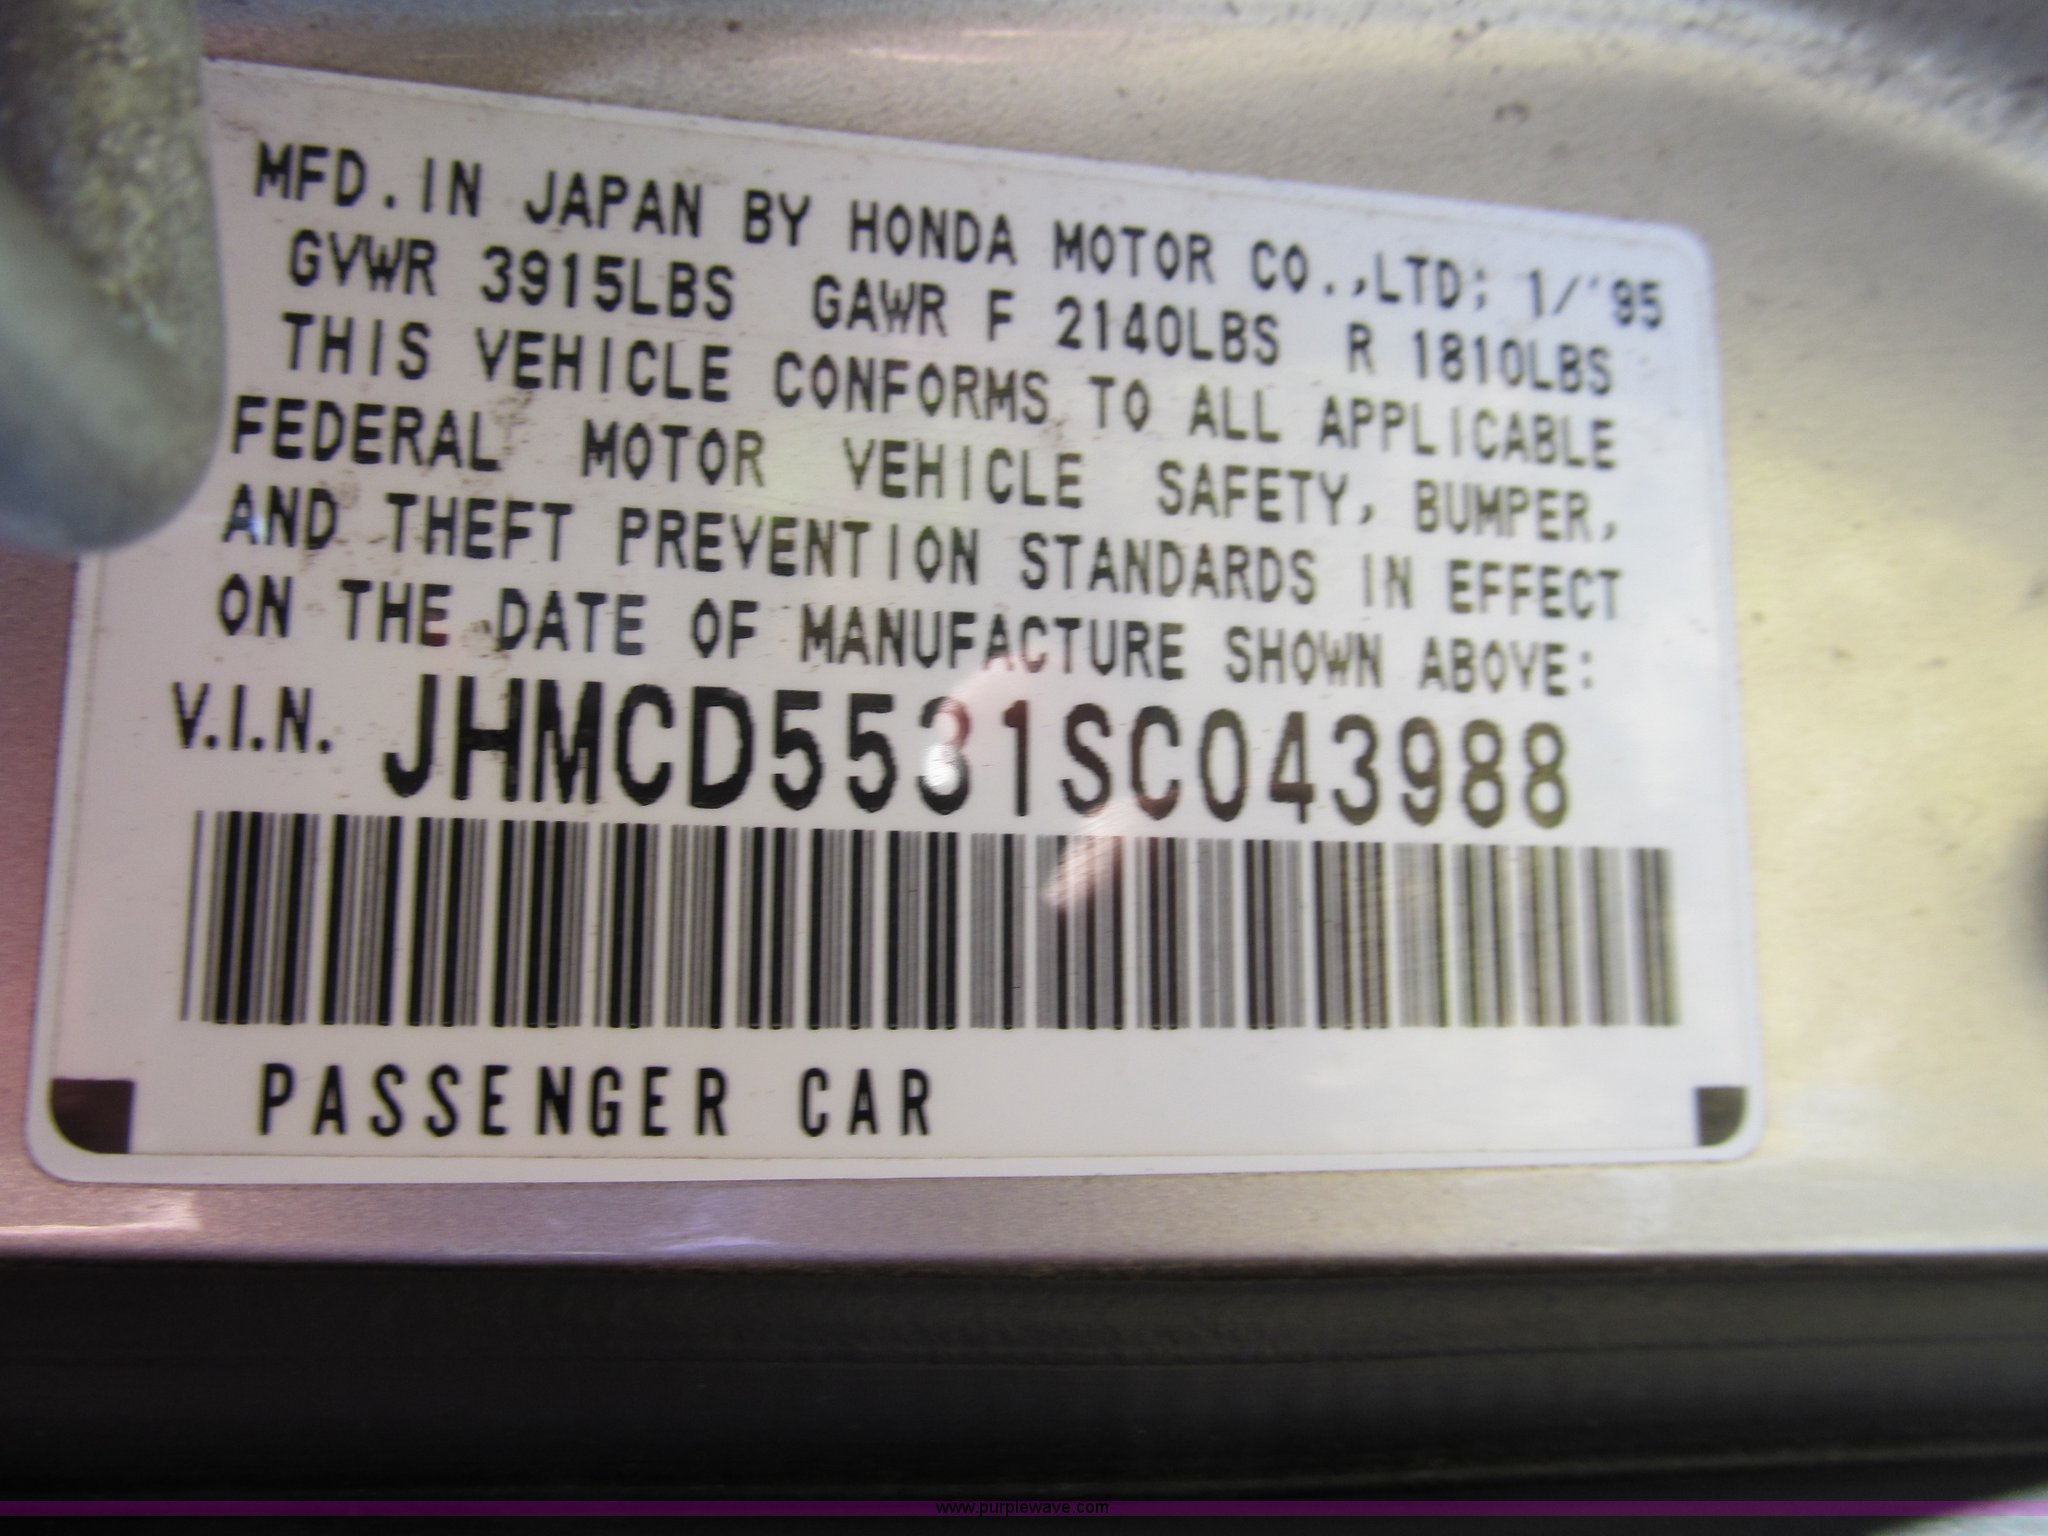 MFD. IN JAPAN BY HONDA MOTOR CO.,LTD; 1/'95
GVWR 3915LBS GAWR F 2140LBS R 1810LBS
THIS VEHICLE CONFORMS TO ALL APPLICABLE
FEDERAL MOTOR VEHICLE SAFETY, BUMPER,
AND THEFT PREVENTION STANDARDS IN EFFECT
ON THE DATE OF MANUFACTURE SHOWN ABOVE:
V.I.N. JHMCD5531SC043988
PASSENGER CAR
www.purplewave.com